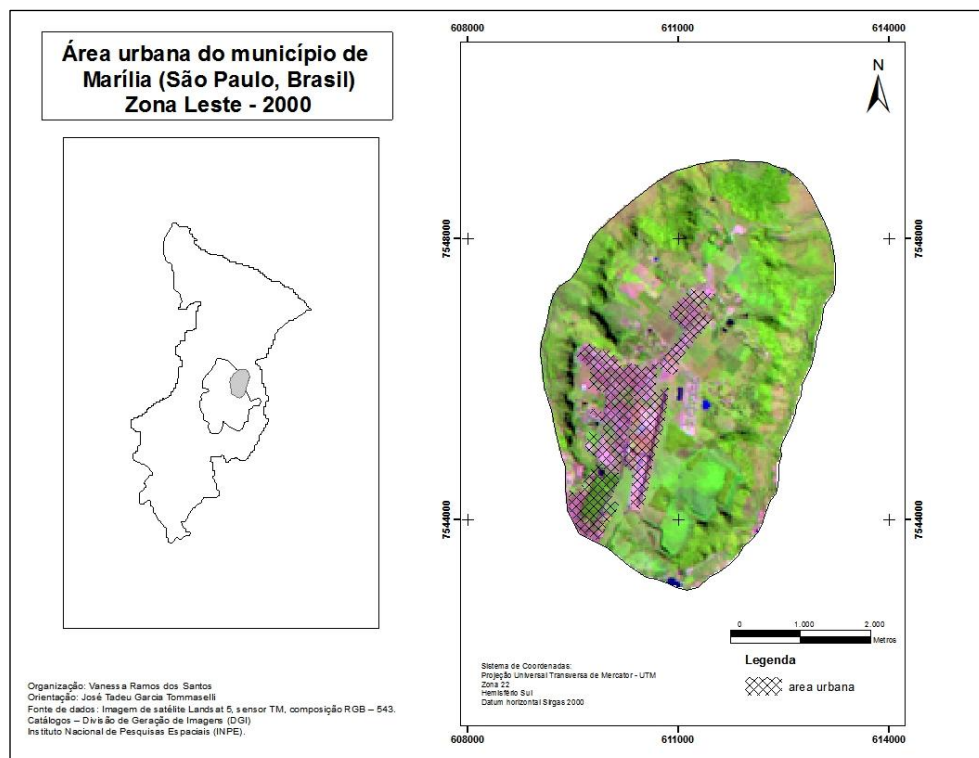 Área urbana do município de
Marília (São Paulo, Brasil)
Zona Leste - 2000
608000
611000
614000
N
7548000
7548000
7544000
7544000
0 1.000 2.000
Metros
Legenda
area urbana
Sistema de Coordenadas:
Projeção Universal Transversa de Mercator - UTM
Zona 22
Hemisfério Sul
Datum horizontal Sirgas 2000
608000
611000
614000
Organização: Vanessa Ramos dos Santos
Orientação: José Tadeu Garcia Tommaselli
Fonte de dados: Imagem de satélite Landsat 5, sensor TM, composição RGB – 543.
Catálogos – Divisão de Geração de Imagens (DGI)
Instituto Nacional de Pesquisas Espaciais (INPE).